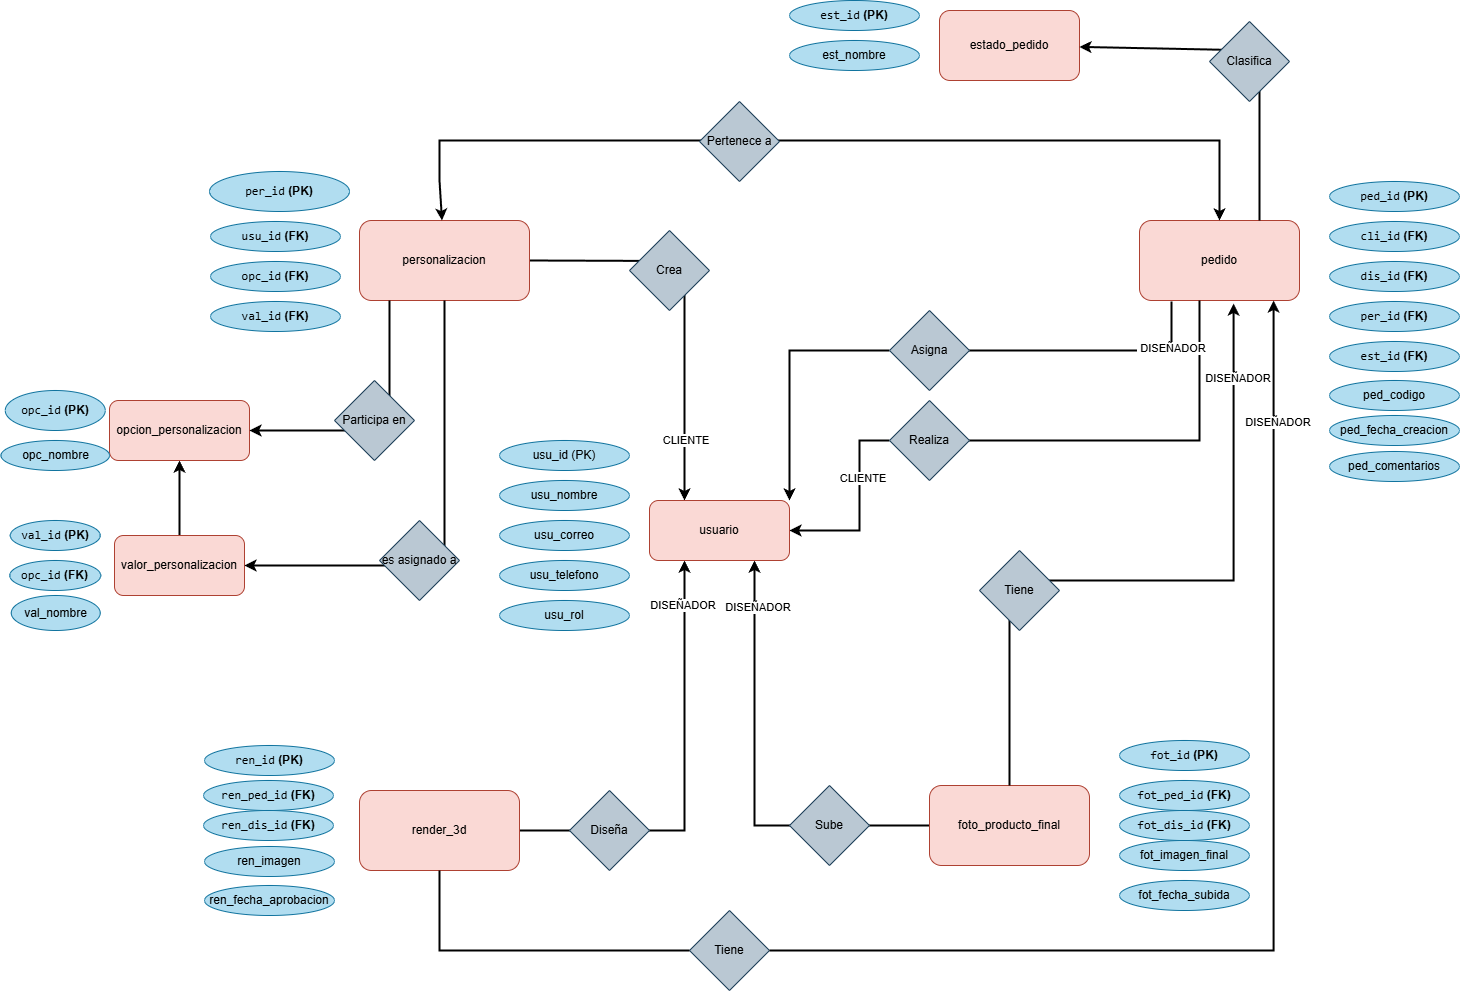 est_id (PK)
est_nombre
estado_pedido
Clasifica
Pertenece a
per_id (PK)
usu_id (FK)
opc_id (FK)
val_id (FK)
personalizacion
Crea
pedido
ped_id (PK)
cli_id (FK)
dis_id (FK)
per_id (FK)
est_id (FK)
ped_codigo
ped_fecha_creacion
ped_comentarios
Asigna
DISEÑADOR
DISEÑADOR
DISEÑADOR
Realiza
CLIENTE
CLIENTE
opc_id (PK)
opc_nombre
opcion_personalizacion
Participa en
val_id (PK)
opc_id (FK)
val_nombre
valor_personalizacion
es asignado a
usu_id (PK)
usu_nombre
usu_correo
usu_telefono
usu_rol
usuario
DISEÑADOR
DISEÑADOR
Tiene
ren_id (PK)
ren_ped_id (FK)
ren_dis_id (FK)
ren_imagen
ren_fecha_aprobacion
render_3d
Diseña
Sube
foto_producto_final
fot_id (PK)
fot_ped_id (FK)
fot_dis_id (FK)
fot_imagen_final
fot_fecha_subida
Tiene